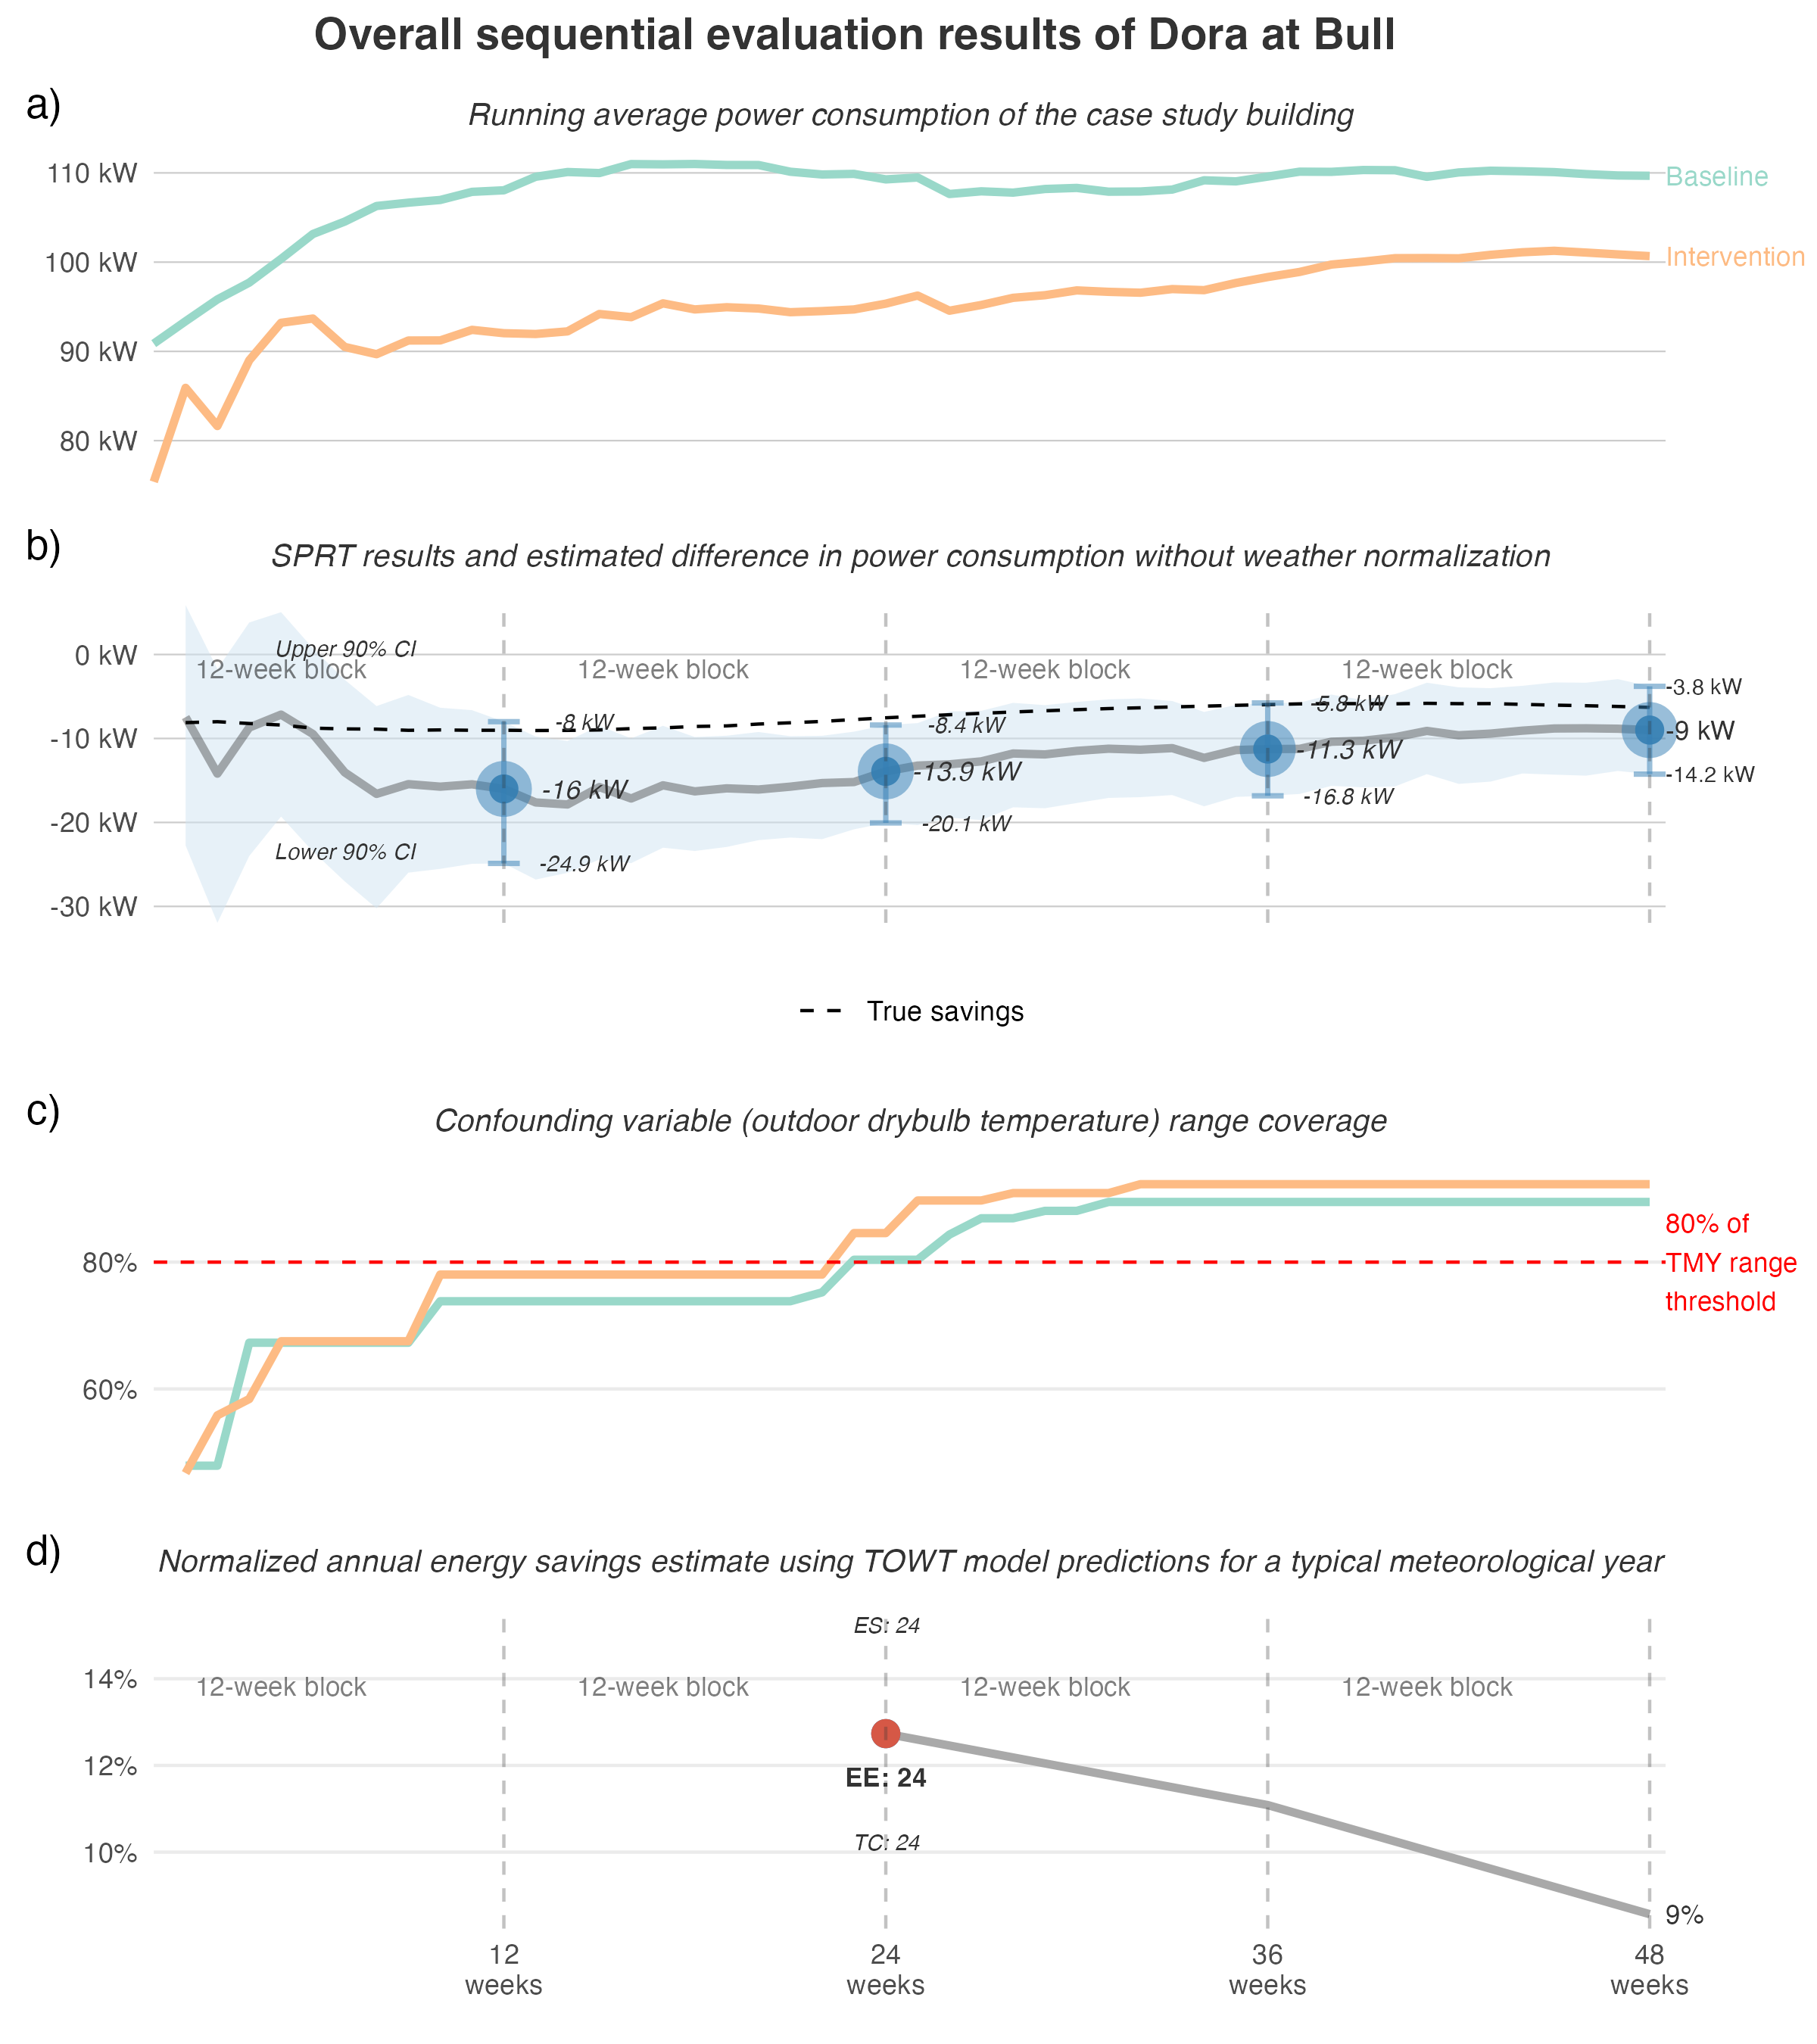 Overall sequential evaluation results of Dora at Bull
a)
Running average power consumption of the case study building
110 kW
100 kW
90 kW
80 kW
Baseline
Intervention
b)
SPRT results and estimated difference in power consumption without weather normalization
0 kW
-10 kW
-20 kW
-30 kW
Upper 90% CI
Lower 90% CI
12-week block
12-week block
12-week block
12-week block
-8 kW
-16 kW
-24.9 kW
-8.4 kW
-13.9 kW
-20.1 kW
-5.8 kW
-11.3 kW
-16.8 kW
-3.8 kW
-9 kW
-14.2 kW
True savings
c)
Confounding variable (outdoor drybulb temperature) range coverage
80%
60%
80% of
TMY range
threshold
d)
Normalized annual energy savings estimate using TOWT model predictions for a typical meteorological year
14%
12%
10%
12-week block
12-week block
12-week block
12-week block
ES: 24
EE: 24
TC: 24
9%
12
weeks
24
weeks
36
weeks
48
weeks